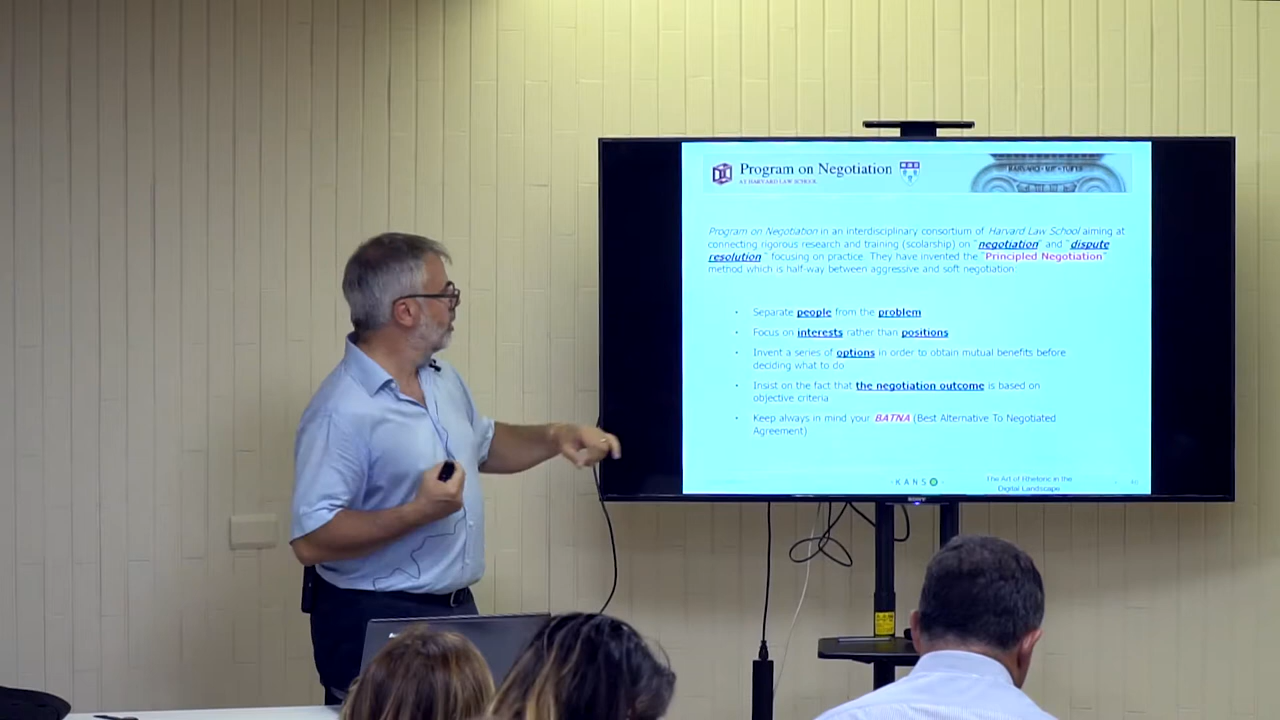 Program on Negotiation
AT HARVARD LAW SCHOOL
HARVARD • MIT • TUFTS
Program on Negotiation in an interdisciplinary consortium of Harvard Law School aiming at
connecting rigorous research and training (scolarship) on "negotiation" and "dispute
resolution " focusing on practice. They have invented the "Principled Negotiation"
method which is half-way between aggressive and soft negotiation:
• Separate people from the problem
• Focus on interests rather than positions
• Invent a series of options in order to obtain mutual benefits before
deciding what to do
• Insist on the fact that the negotiation outcome is based on
objective criteria
• Keep always in mind your BATNA (Best Alternative To Negotiated
Agreement)
KANSO
The Art of Rhetoric in the
Digital Landscape
SONY